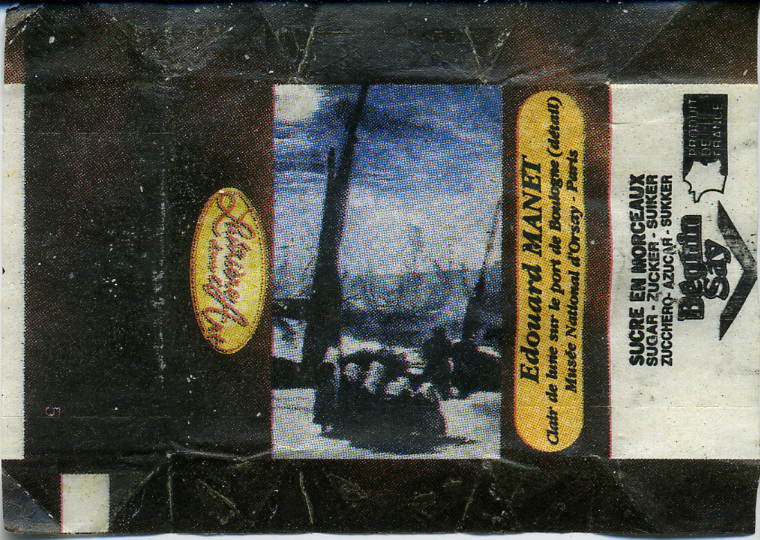 Edouard MANET
Clair de lune sur le port de Boulogne (détail)
Musée National d'Orsay - Paris
SUCRE EN MORCEAUX
SUGAR - ZUCKER - SUIKER
ZUCCHERO - AZUCAR - SUKKER
Béghin
Say
PRODUIT
DE
FRANCE
5